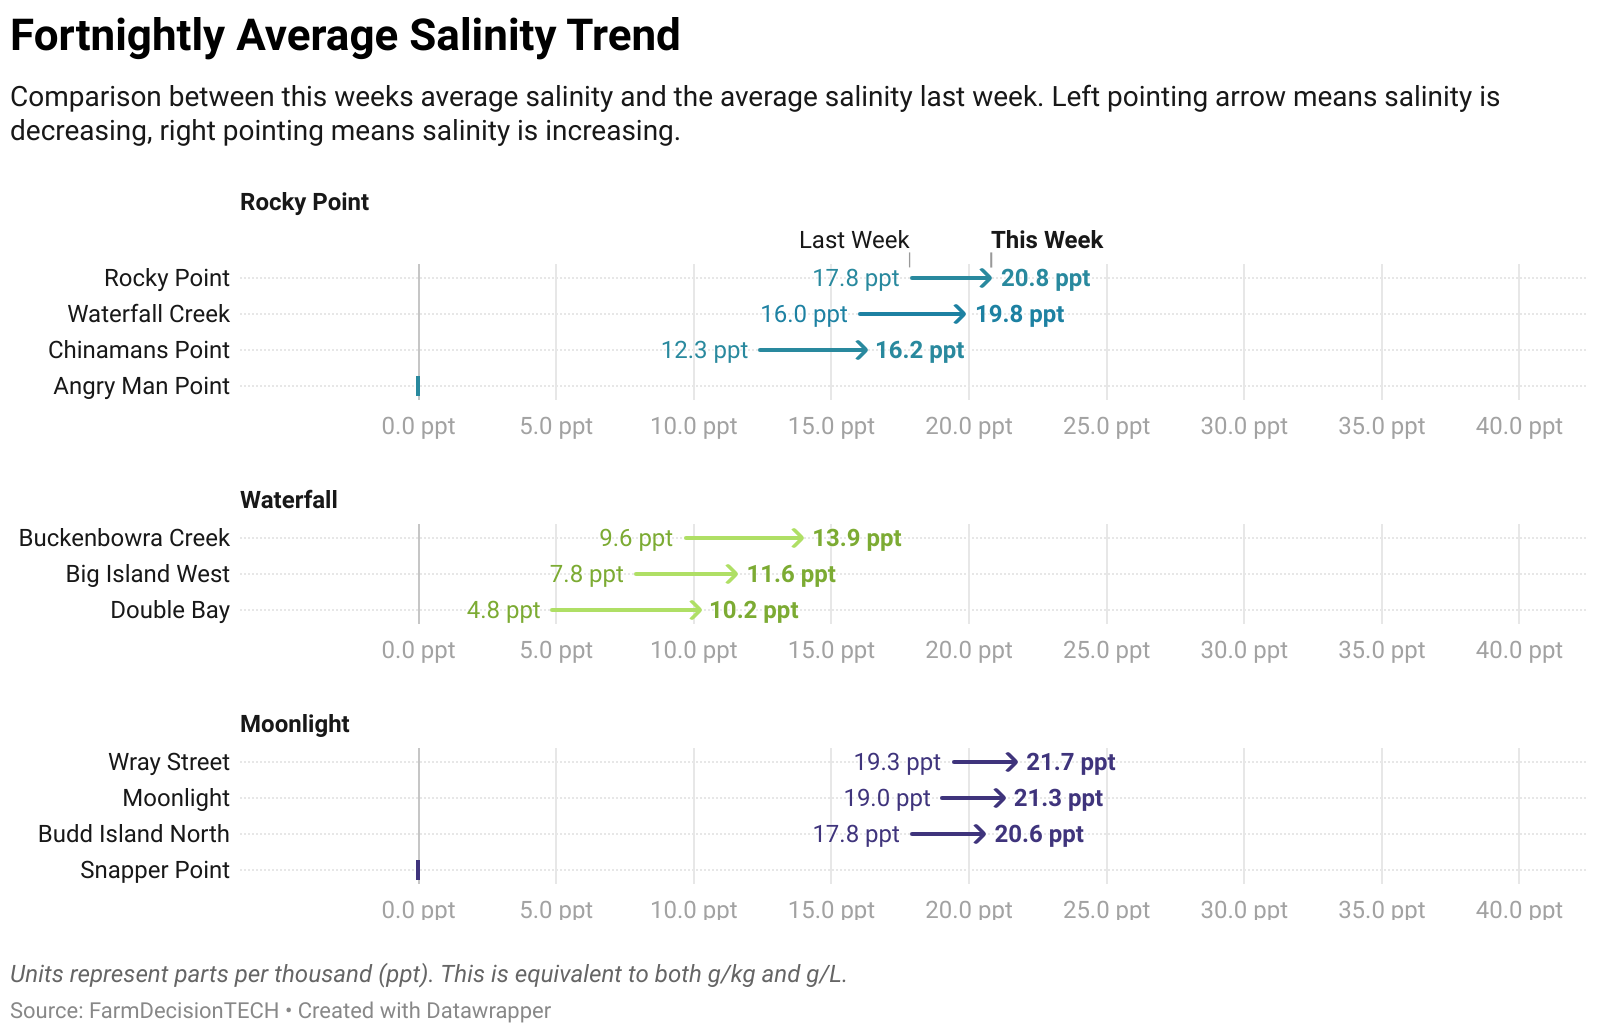 Fortnightly Average Salinity Trend
Comparison between this weeks average salinity and the average salinity last week. Left pointing arrow means salinity is
decreasing, right pointing means salinity is increasing.
Rocky Point
Last Week This Week
Rocky Point 17.8 ppt 20.8 ppt
Waterfall Creek 16.0 ppt 19.8 ppt
Chinamans Point 12.3 ppt 16.2 ppt
Angry Man Point
0.0 ppt 5.0 ppt 10.0 ppt 15.0 ppt 20.0 ppt 25.0 ppt 30.0 ppt 35.0 ppt 40.0 ppt
Waterfall
Buckenbowra Creek 9.6 ppt 13.9 ppt
Big Island West 7.8 ppt 11.6 ppt
Double Bay 4.8 ppt 10.2 ppt
0.0 ppt 5.0 ppt 10.0 ppt 15.0 ppt 20.0 ppt 25.0 ppt 30.0 ppt 35.0 ppt 40.0 ppt
Moonlight
Wray Street 19.3 ppt 21.7 ppt
Moonlight 19.0 ppt 21.3 ppt
Budd Island North 17.8 ppt 20.6 ppt
Snapper Point
0.0 ppt 5.0 ppt 10.0 ppt 15.0 ppt 20.0 ppt 25.0 ppt 30.0 ppt 35.0 ppt 40.0 ppt
Units represent parts per thousand (ppt). This is equivalent to both g/kg and g/L.
Source: FarmDecisionTECH • Created with Datawrapper